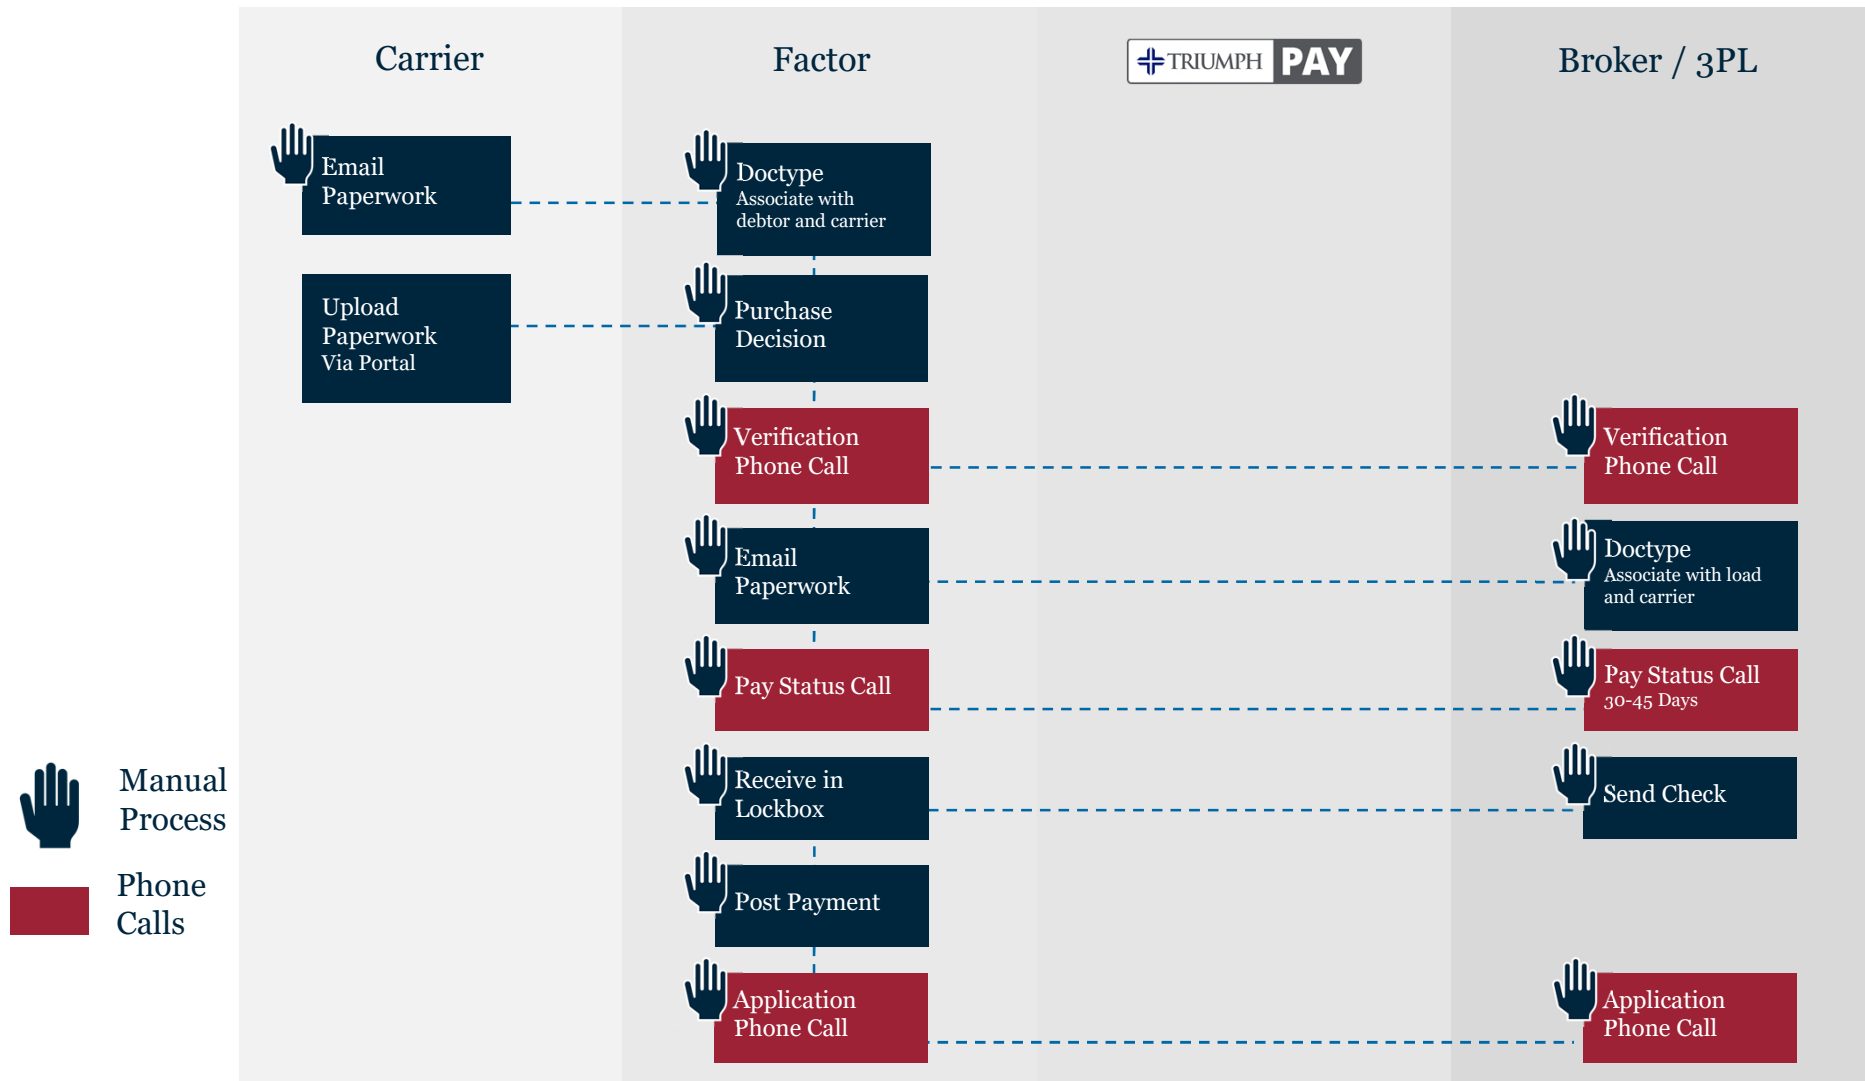 Carrier
Factor
TRIUMPH PAY
Broker / 3PL
Email
Paperwork
Doctype
Associate with
debtor and carrier
Upload
Paperwork
Via Portal
Purchase
Decision
Verification
Phone Call
Verification
Phone Call
Email
Paperwork
Doctype
Associate with load
and carrier
Pay Status Call
Pay Status Call
30-45 Days
Manual
Process
Receive in
Lockbox
Send Check
Phone
Calls
Post Payment
Application
Phone Call
Application
Phone Call